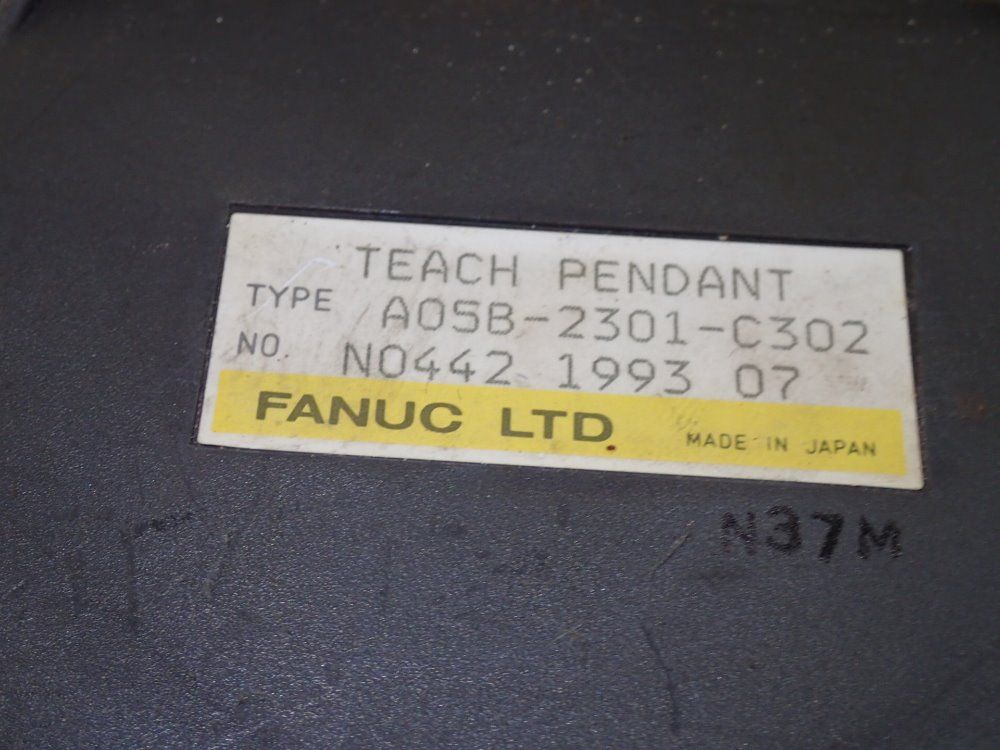 TEACH PENDANT
TYPE A05B-2301-C302
NO. N0442 1993 07
FANUC LTD
MADE IN JAPAN
N37M